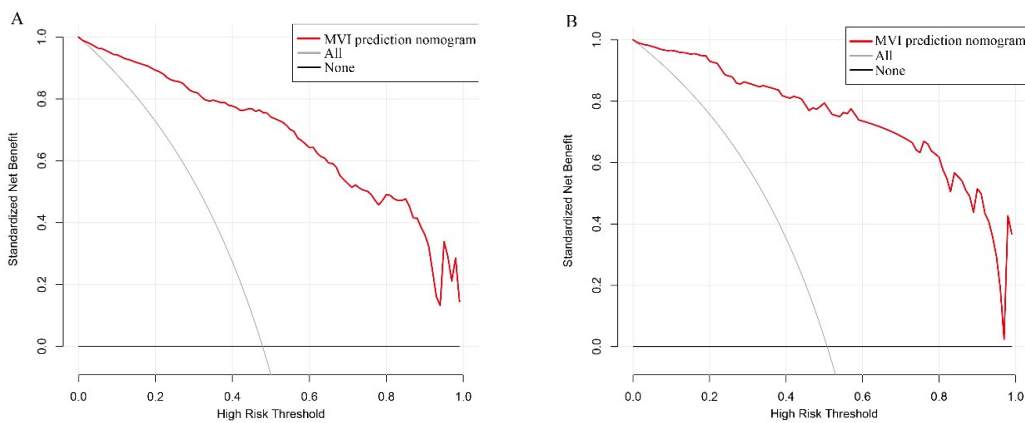 A
MVI prediction nomogram
All
None
Standardized Net Benefit
1.0
0.8
0.6
0.4
0.2
0.0
0.0 0.2 0.4 0.6 0.8 1.0
High Risk Threshold
B
MVI prediction nomogram
All
None
Standardized Net Benefit
1.0
0.8
0.6
0.4
0.2
0.0
0.0 0.2 0.4 0.6 0.8 1.0
High Risk Threshold